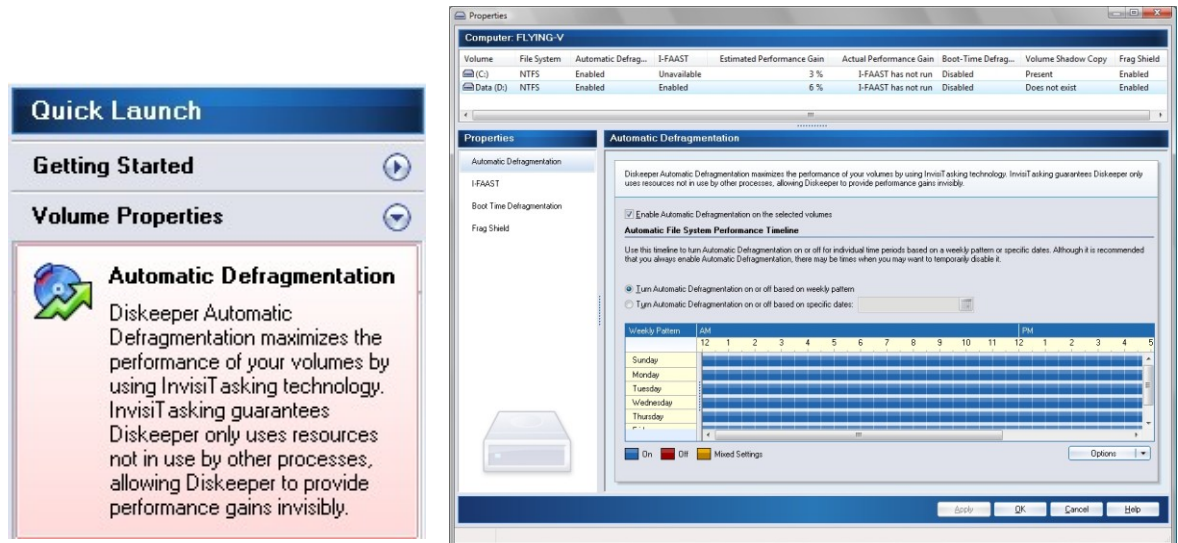 Quick Launch
Getting Started
Volume Properties
Automatic Defragmentation
Diskeeper Automatic
Defragmentation maximizes the
performance of your volumes by
using InvisiTasking technology.
InvisiTasking guarantees
Diskeeper only uses resources
not in use by other processes,
allowing Diskeeper to provide
performance gains invisibly.
Properties
Computer: FLYING-V
Volume File System Automatic Defrag... I-FAAST Estimated Performance Gain Actual Performance Gain Boot-Time Defrag... Volume Shadow Copy Frag Shield
(C:) NTFS Enabled Unavailable 3 % I-FAAST has not run Disabled Present Enabled
Data (D:) NTFS Enabled Enabled 6 % I-FAAST has not run Disabled Does not exist Enabled
Properties
Automatic Defragmentation
I-FAAST
Boot Time Defragmentation
Frag Shield
Automatic Defragmentation
Diskeeper Automatic Defragmentation maximizes the performance of your volumes by using InvisiTasking technology. InvisiTasking guarantees Diskeeper only
uses resources not in use by other processes, allowing Diskeeper to provide performance gains invisibly.
Enable Automatic Defragmentation on the selected volumes
Automatic File System Performance Timeline
Use this timeline to turn Automatic Defragmentation on or off for individual time periods based on a weekly pattern or specific dates. Although it is recommended
that you always enable Automatic Defragmentation, there may be times when you may want to temporarily disable it.
Turn Automatic Defragmentation on or off based on weekly pattern
Turn Automatic Defragmentation on or off based on specific dates:
Weekly Pattern AM PM
12 1 2 3 4 5 6 7 8 9 10 11 12 1 2 3 4 5
Sunday
Monday
Tuesday
Wednesday
Thursday
On Off Mixed Settings
Options
Apply OK Cancel Help